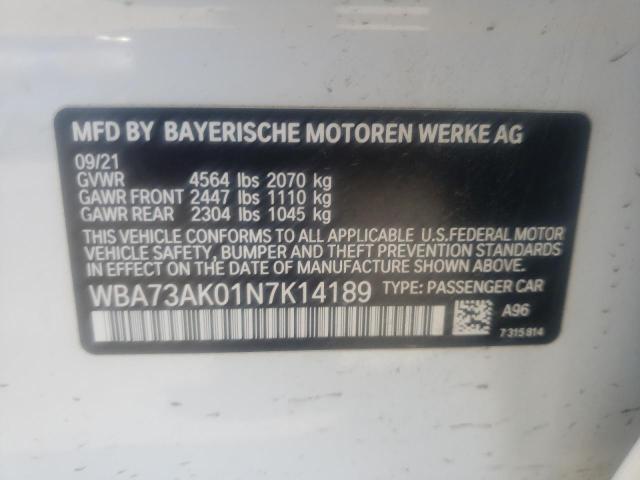 MFD BY BAYERISCHE MOTOREN WERKE AG
09/21
GVWR 4564 lbs 2070 kg
GAWR FRONT 2447 lbs 1110 kg
GAWR REAR 2304 lbs 1045 kg
THIS VEHICLE CONFORMS TO ALL APPLICABLE U.S.FEDERAL MOTOR
VEHICLE SAFETY, BUMPER, AND THEFT PREVENTION STANDARDS
IN EFFECT ON THE DATE OF MANUFACTURE SHOWN ABOVE.
WBA73AK01N7K14189 TYPE: PASSENGER CAR
A96
7 315 814